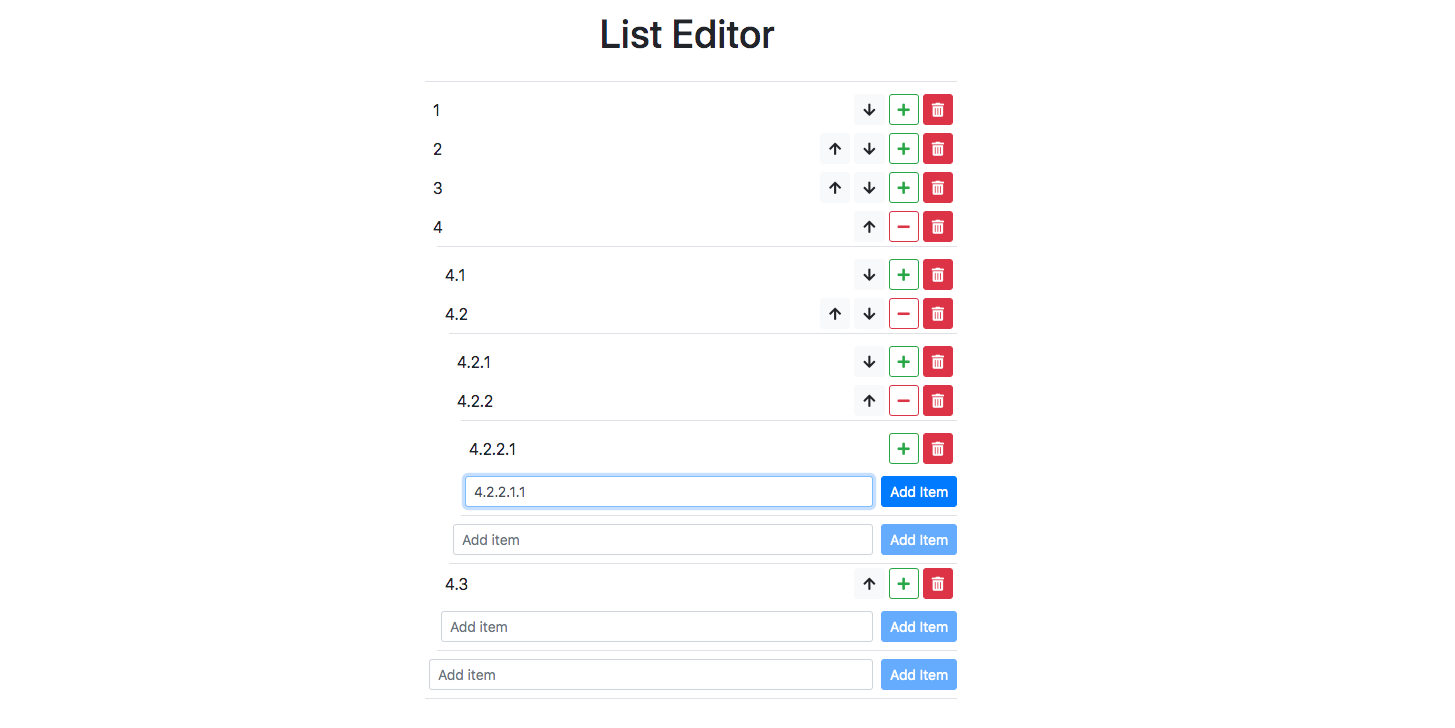 List Editor
1
2
3
4
4.1
4.2
4.2.1
4.2.2
4.2.2.1
4.2.2.1.1 Add Item
Add item Add Item
4.3
Add item Add Item
Add item Add Item